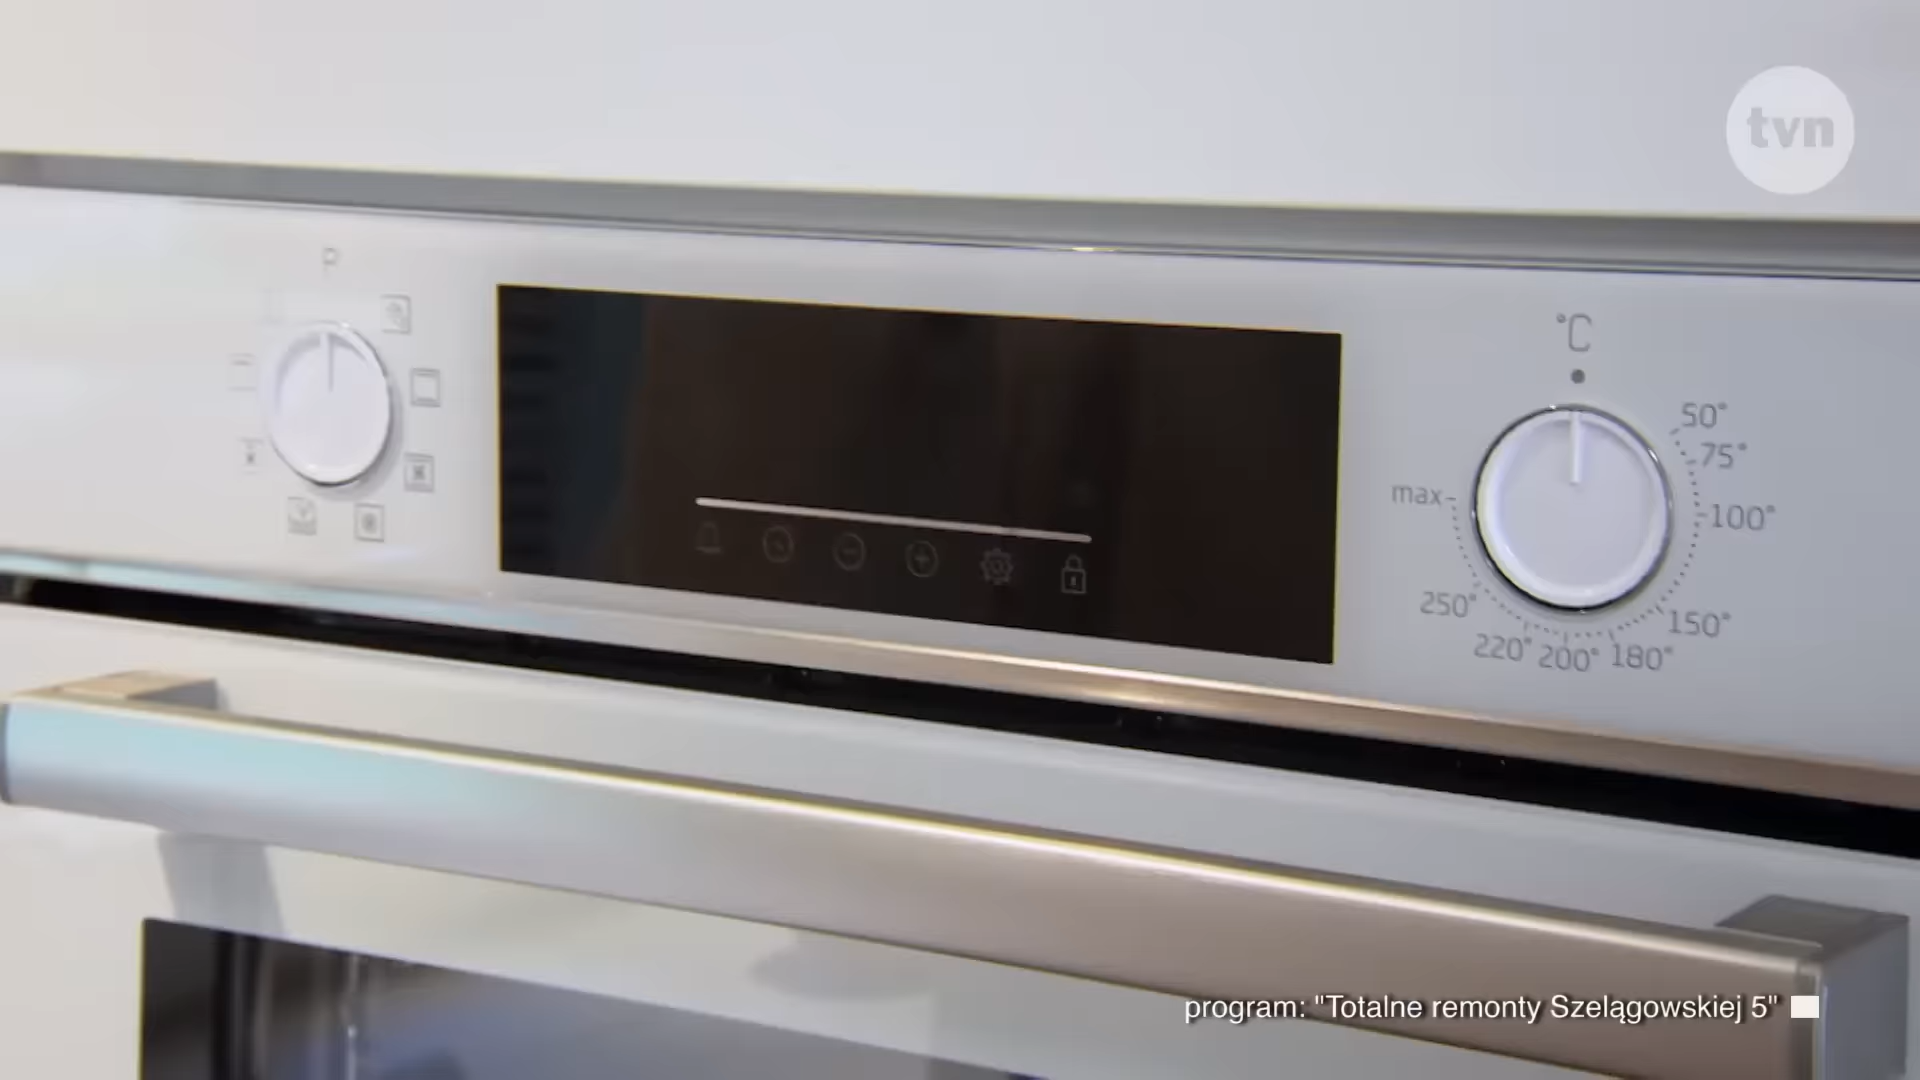 tvn
P
°C
50°
75°
max
100°
250°
150°
220° 200° 180°
program: "Totalne remonty Szelągowskiej 5"